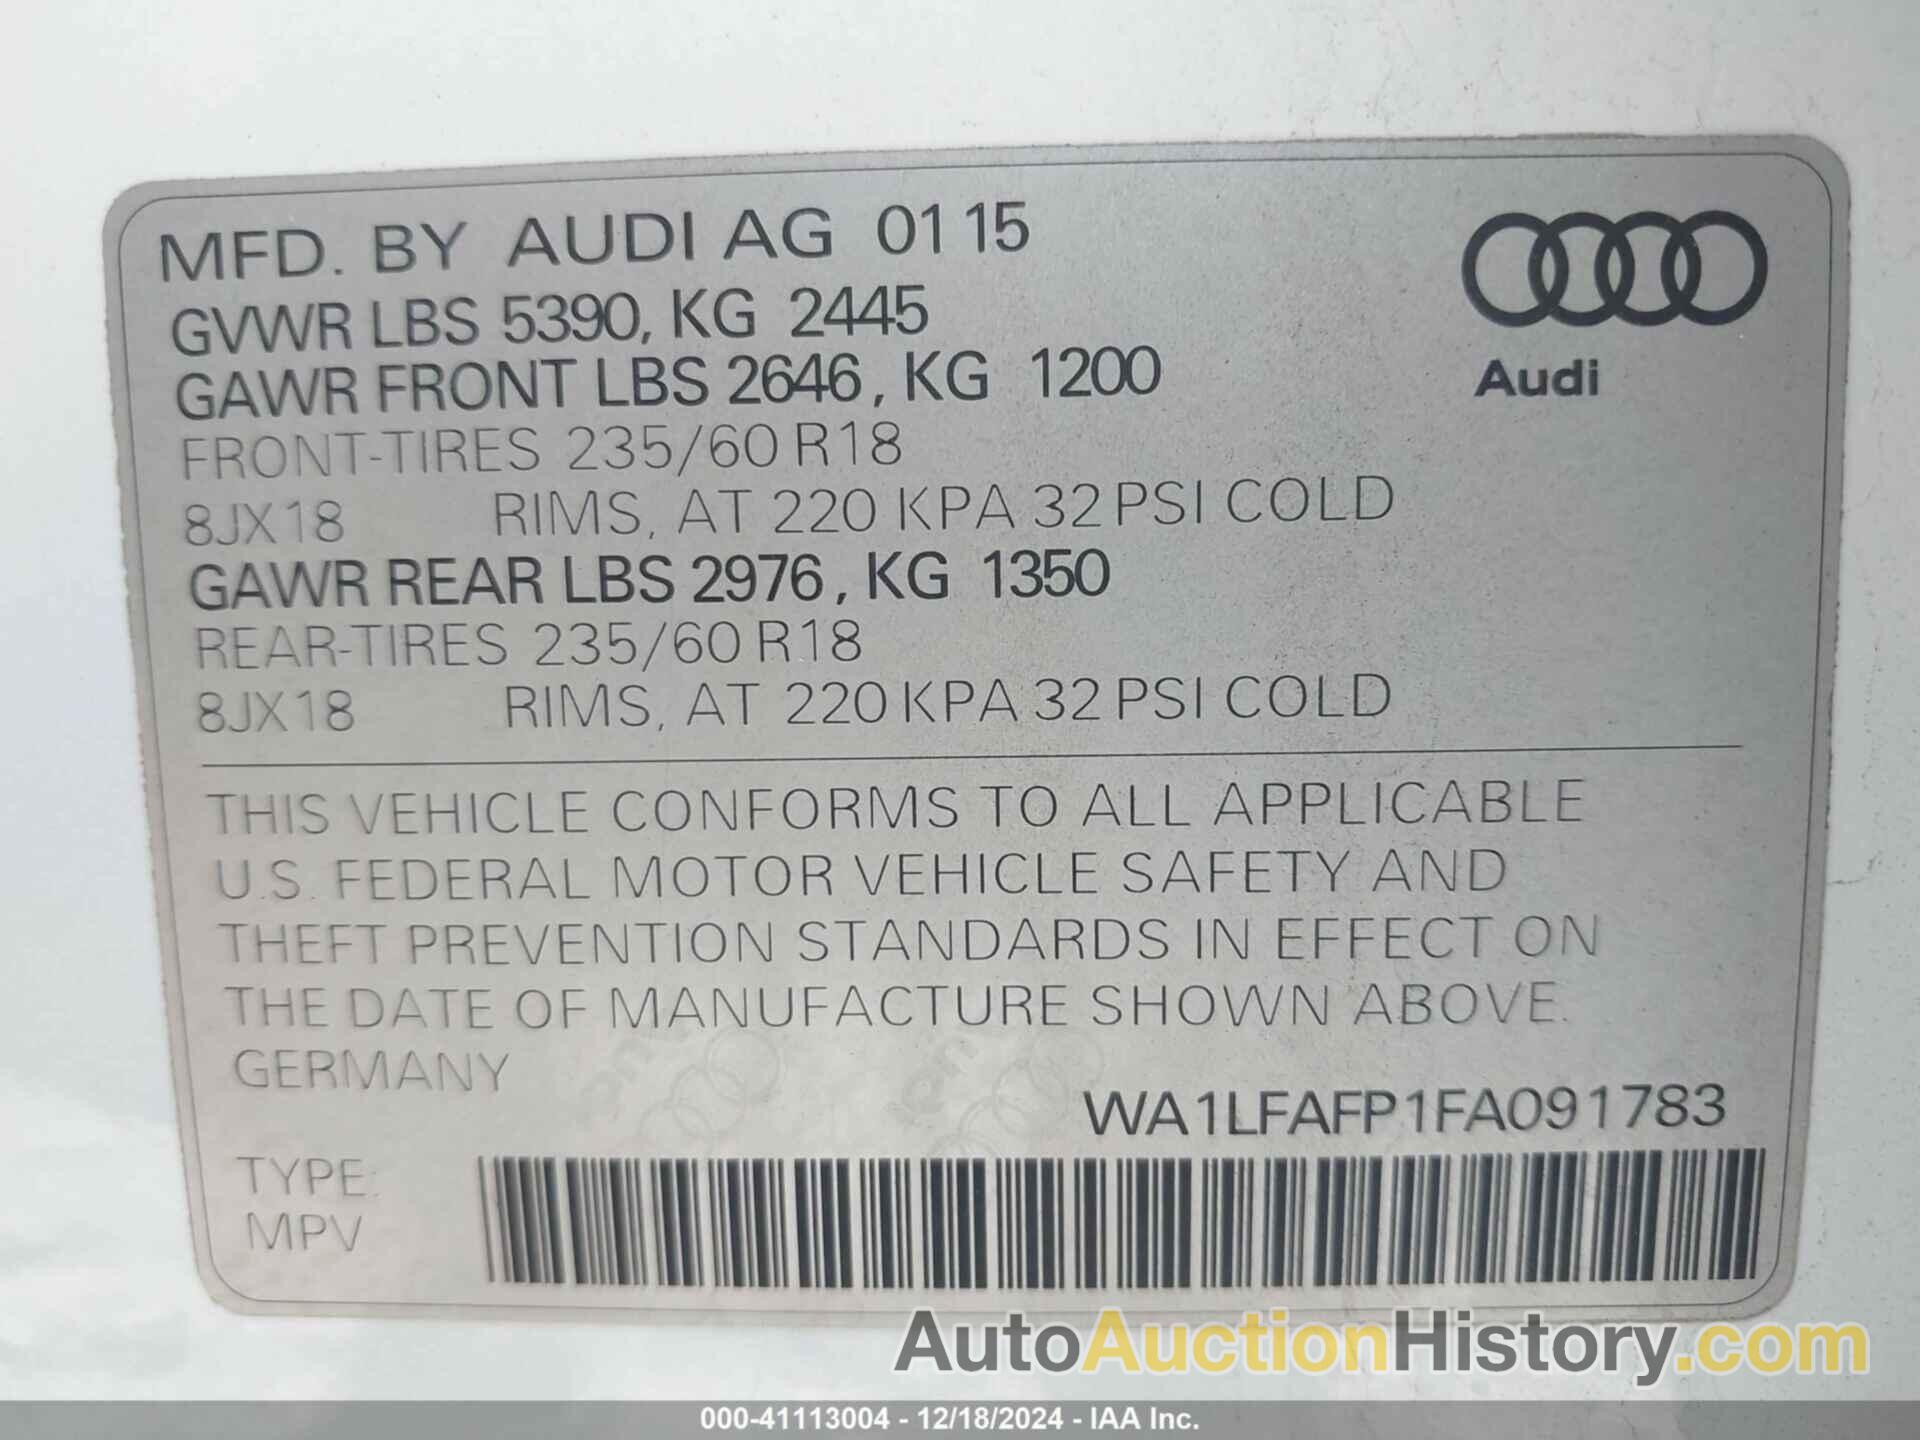 MFD. BY AUDI AG 01 15
GVWR LBS 5390, KG 2445
GAWR FRONT LBS 2646, KG 1200
Audi
FRONT-TIRES 235/60 R18
8JX18 RIMS, AT 220 KPA 32 PSI COLD
GAWR REAR LBS 2976, KG 1350
REAR-TIRES 235/60 R18
8JX18 RIMS, AT 220 KPA 32 PSI COLD
THIS VEHICLE CONFORMS TO ALL APPLICABLE
U.S. FEDERAL MOTOR VEHICLE SAFETY AND
THEFT PREVENTION STANDARDS IN EFFECT ON
THE DATE OF MANUFACTURE SHOWN ABOVE.
GERMANY
WA1LFAFP1FA091783
TYPE:
MPV
AutoAuctionHistory.com
000-41113004 - 12/18/2024 - IAA Inc.